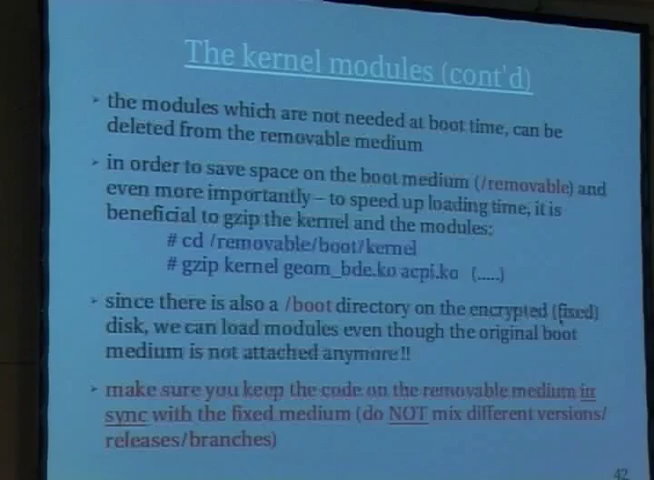 The kernel modules (cont'd)
➢ the modules which are not needed at boot time, can be
deleted from the removable medium
➢ in order to save space on the boot medium (/removable) and
even more importantly – to speed up loading time, it is
beneficial to gzip the kernel and the modules:
# cd /removable/boot/kernel
# gzip kernel geom_bde.ko acpi.ko (.....)
➢ since there is also a /boot directory on the encrypted (fixed)
disk, we can load modules even though the original boot
medium is not attached anymore!!
➢ make sure you keep the code on the removable medium in
sync with the fixed medium (do NOT mix different versions/
releases/branches)
42